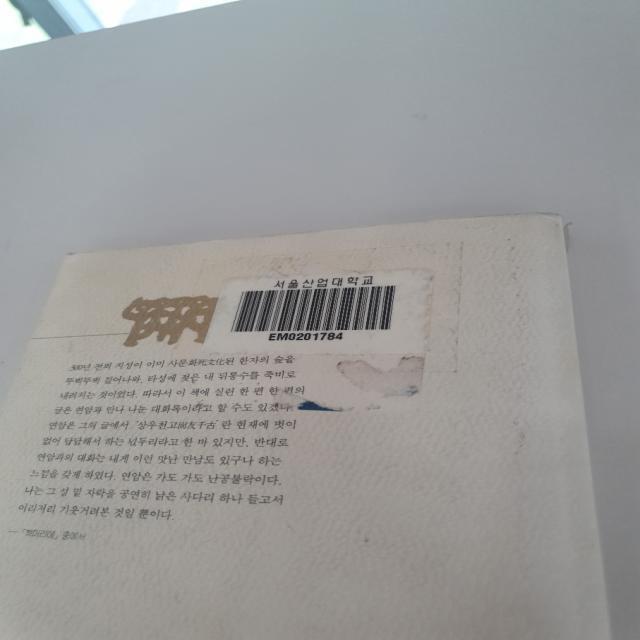 서울산업대학교
EM0201784
300년 전의 지성이 이미 사문화死文化된 한자의 숲을
뚜벅뚜벅 걸어나와, 타성에 젖은 내 뒤통수를 죽비로
내려치는 것이었다. 따라서 이 책에 실린 한 편 한 편의
글은 연암과 만나 나눈 대화록이라고 할 수도 있겠다.
연암은 그의 글에서 '상우천고尙友千古'란 현재에 벗이
없어 답답해서 하는 넋두리라고 한 바 있지만, 반대로
연암과의 대화는 내게 이런 맛난 만남도 있구나 하는
느낌을 갖게 하였다. 연암은 가도 가도 난공불락이다.
나는 그 성 밑 자락을 공연히 낡은 사다리 하나 들고서
이리저리 기웃거려본 것일 뿐이다.
— '머리말', 중에서